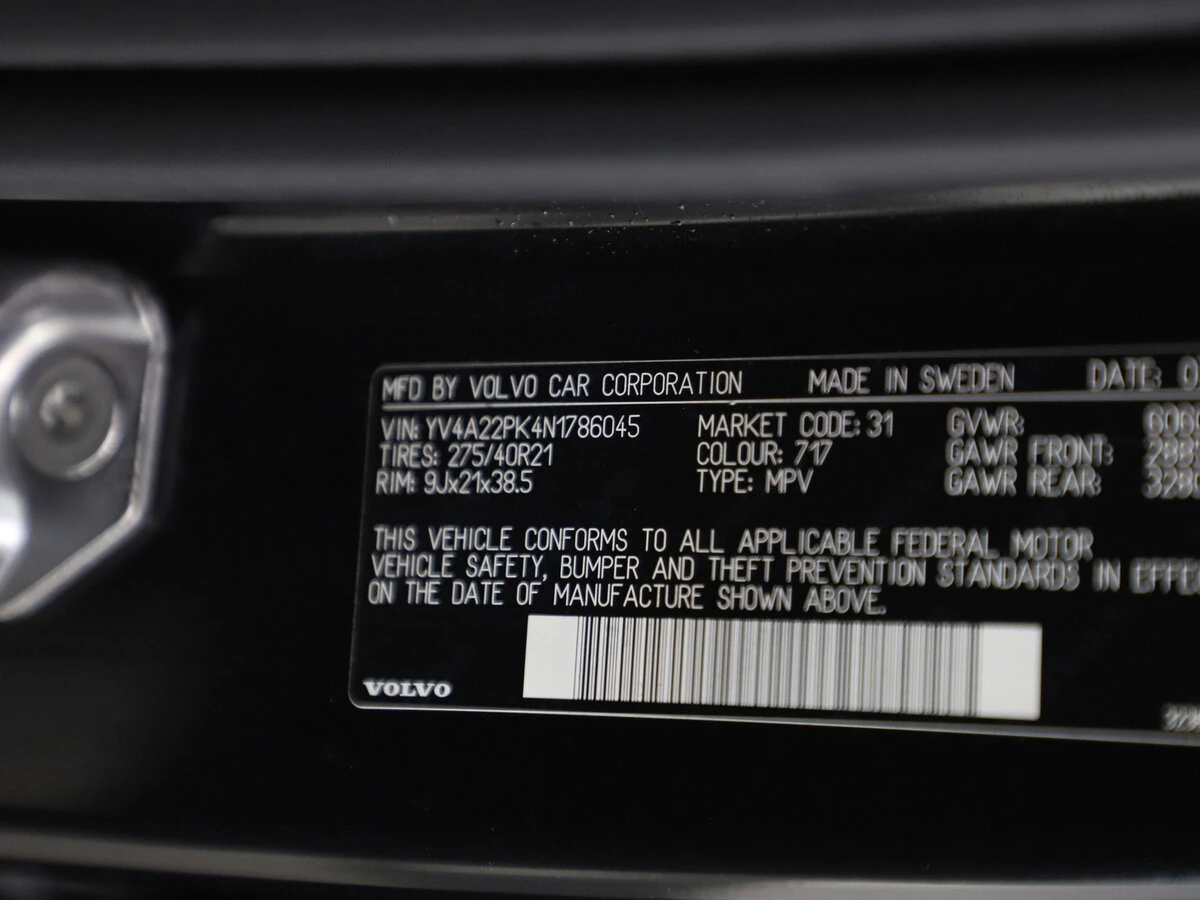 MFD BY VOLVO CAR CORPORATION MADE IN SWEDEN DATE:
VIN: YV4A22PK4N1786045 MARKET CODE: 31 GVWR:
TIRES: 275/40R21 COLOUR: 717 GAWR FRONT:
RIM: 9Jx21x38.5 TYPE: MPV GAWR REAR:
THIS VEHICLE CONFORMS TO ALL APPLICABLE FEDERAL MOTOR
VEHICLE SAFETY, BUMPER AND THEFT PREVENTION STANDARDS IN
ON THE DATE OF MANUFACTURE SHOWN ABOVE.
VOLVO